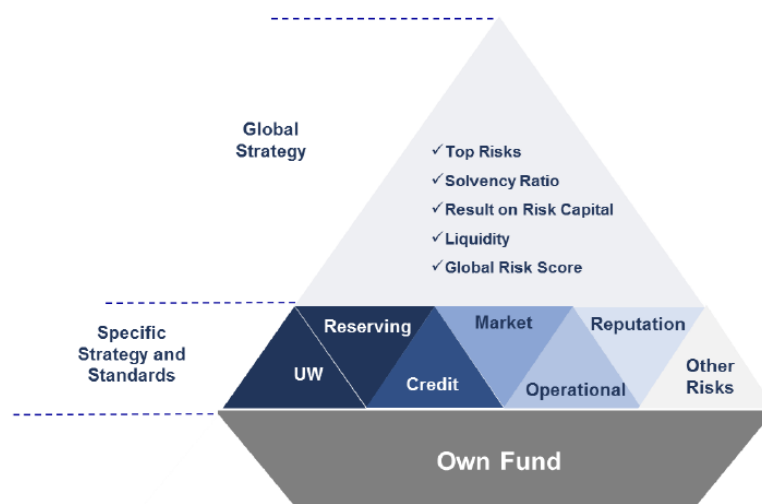 Global
Strategy
✓Top Risks
✓Solvency Ratio
✓Result on Risk Capital
✓Liquidity
✓Global Risk Score
Specific
Strategy and
Standards
Reserving
Market
Reputation
UW
Credit
Operational
Other
Risks
Own Fund